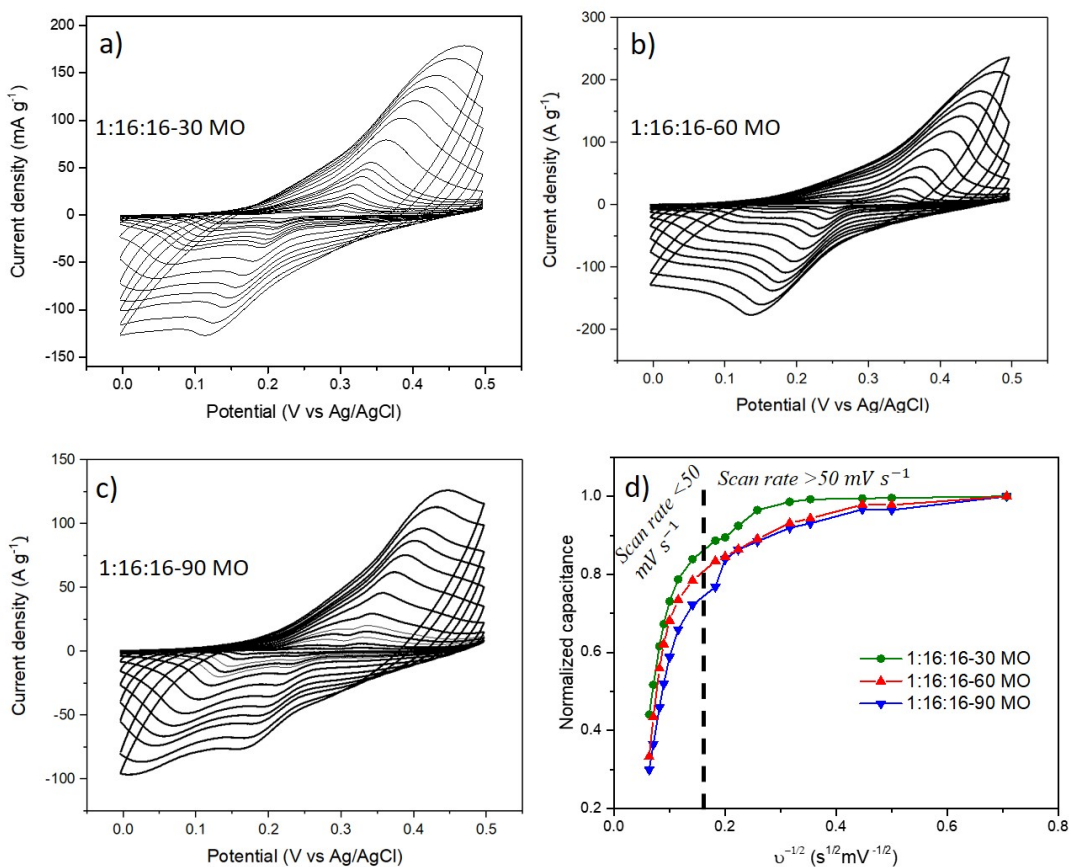 a)
1:16:16-30 MO
Current density (mA g⁻¹)
200
150
100
50
0
-50
-100
-150
0.0 0.1 0.2 0.3 0.4 0.5
Potential (V vs Ag/AgCl)
b)
1:16:16-60 MO
Current density (A g⁻¹)
300
200
100
0
-100
-200
0.0 0.1 0.2 0.3 0.4 0.5
Potential (V vs Ag/AgCl)
c)
1:16:16-90 MO
Current density (A g⁻¹)
150
100
50
0
-50
-100
0.0 0.1 0.2 0.3 0.4 0.5
Potential (V vs Ag/AgCl)
d)
Scan rate <50
mV s⁻¹
Scan rate >50 mV s⁻¹
Normalized capacitance
1.0
0.8
0.6
0.4
0.2
1:16:16-30 MO
1:16:16-60 MO
1:16:16-90 MO
0.0 0.2 0.4 0.6 0.8
υ⁻¹/² (s¹/²mV⁻¹/²)